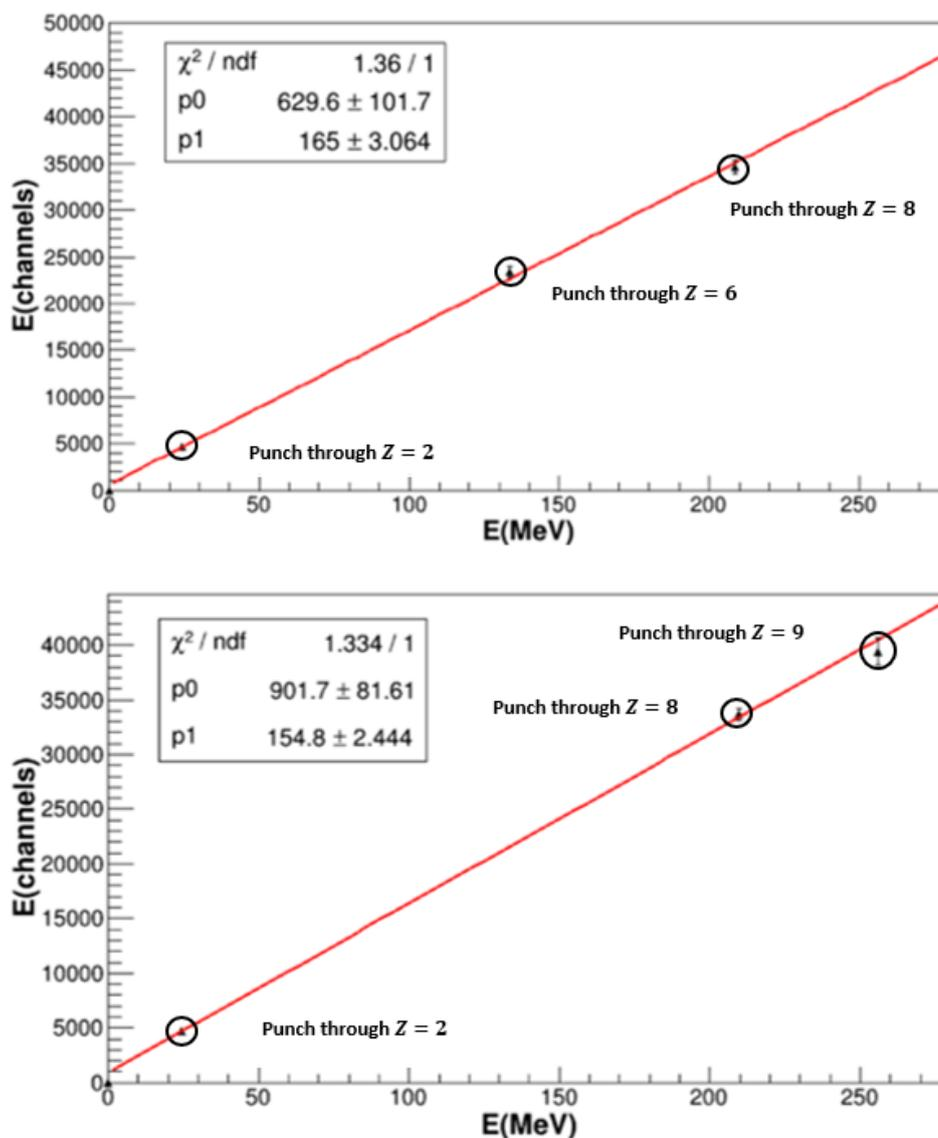 50000
45000
40000
35000
30000
25000
20000
15000
10000
5000
0
E(channels)
χ² / ndf 1.36 / 1
p0 629.6 ± 101.7
p1 165 ± 3.064
Punch through Z = 8
Punch through Z = 6
Punch through Z = 2
0 50 100 150 200 250
E(MeV)
40000
35000
30000
25000
20000
15000
10000
5000
0
E(channels)
χ² / ndf 1.334 / 1
p0 901.7 ± 81.61
p1 154.8 ± 2.444
Punch through Z = 9
Punch through Z = 8
Punch through Z = 2
0 50 100 150 200 250
E(MeV)